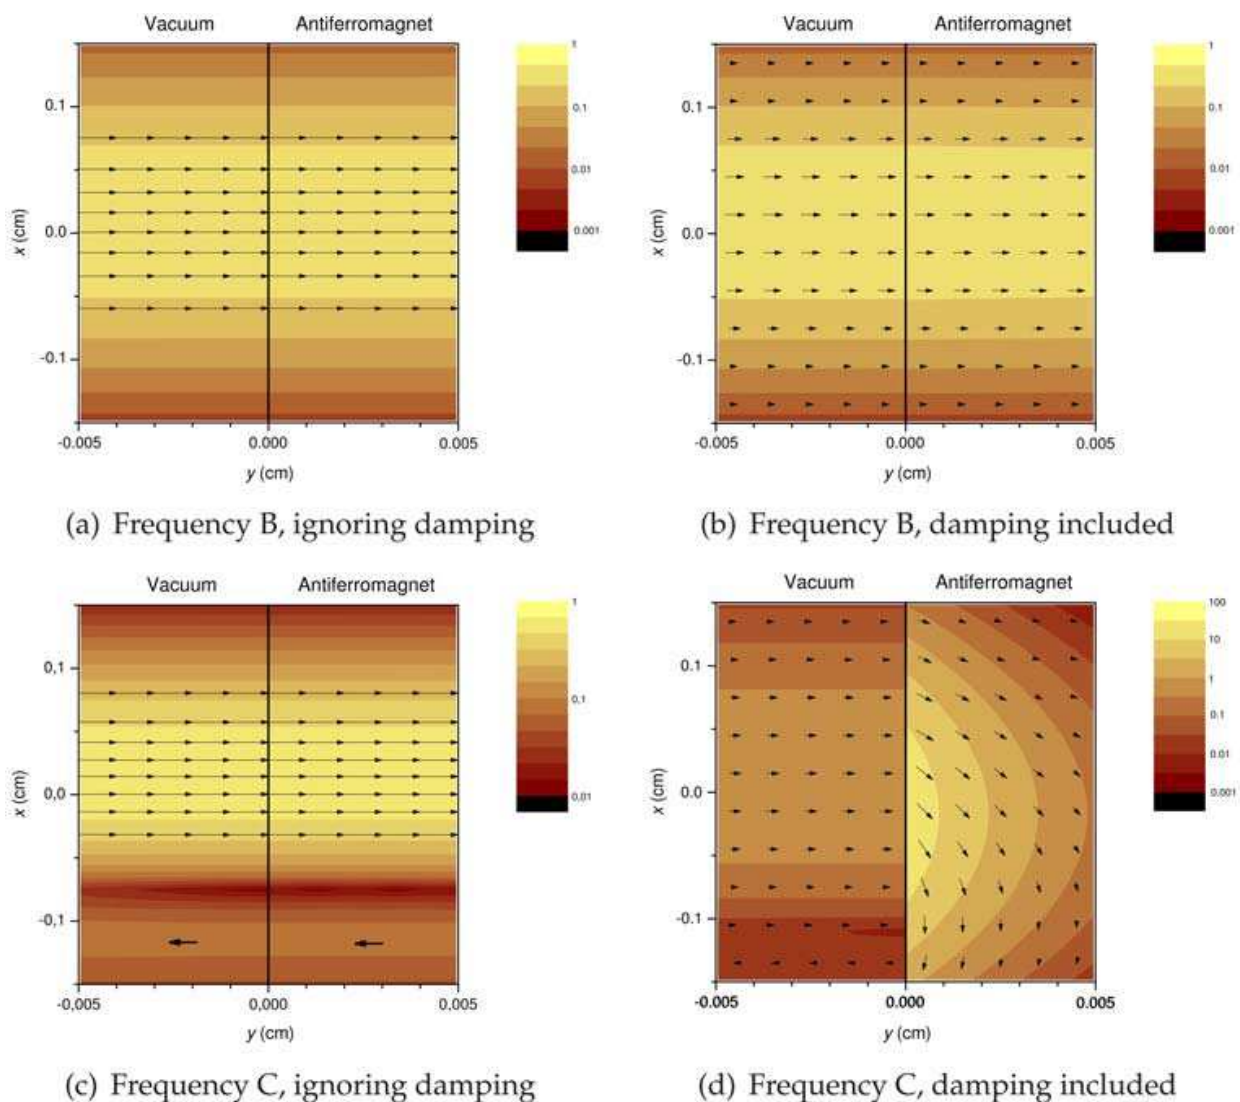 Vacuum Antiferromagnet
1
0.1
0.01
0.001
0.1
0.0
-0.1
x (cm)
-0.005 0.000 0.005
y (cm)
(a) Frequency B, ignoring damping
Vacuum Antiferromagnet
1
0.1
0.01
0.001
0.1
0.0
-0.1
x (cm)
-0.005 0.000 0.005
y (cm)
(b) Frequency B, damping included
Vacuum Antiferromagnet
1
0,1
0,01
0,1
0,0
-0,1
x (cm)
-0,005 0,000 0,005
y (cm)
(c) Frequency C, ignoring damping
Vacuum Antiferromagnet
100
10
1
0.1
0.01
0.001
0.1
0.0
-0.1
x (cm)
-0.005 0.000 0.005
y (cm)
(d) Frequency C, damping included